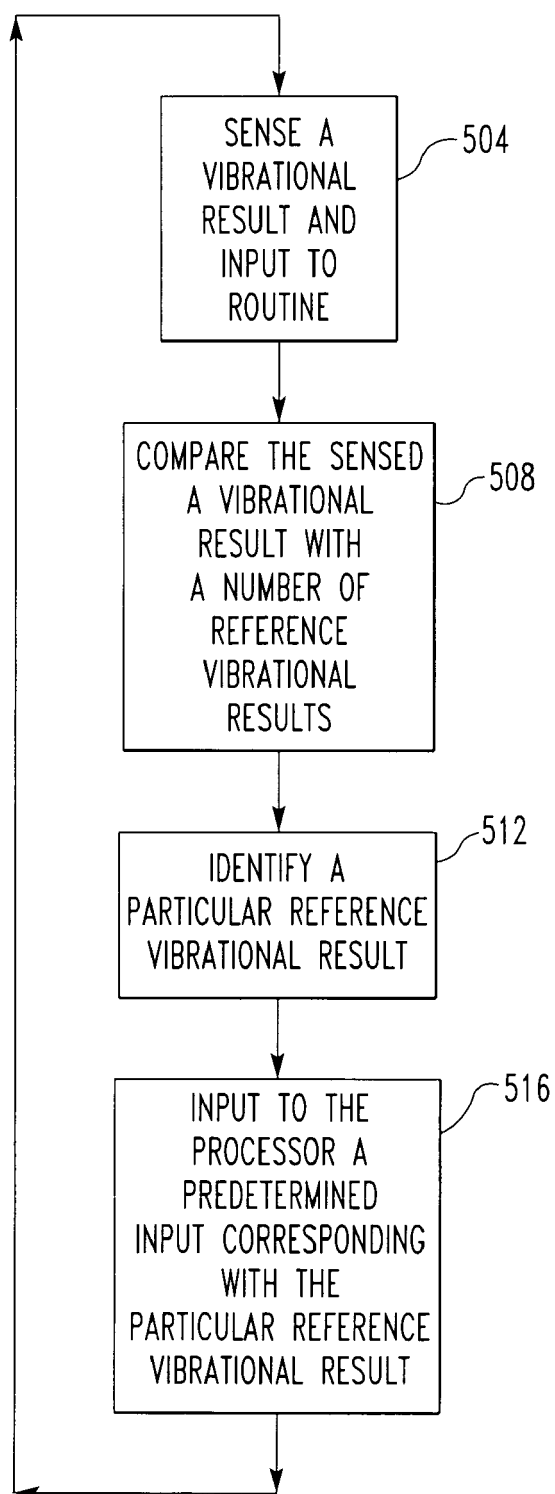 SENSE A
VIBRATIONAL
RESULT AND
INPUT TO
ROUTINE
504
COMPARE THE SENSED
A VIBRATIONAL
RESULT WITH
A NUMBER OF
REFERENCE
VIBRATIONAL
RESULTS
508
IDENTIFY A
PARTICULAR REFERENCE
VIBRATIONAL RESULT
512
INPUT TO THE
PROCESSOR A
PREDETERMINED
INPUT CORRESPONDING
WITH THE
PARTICULAR REFERENCE
VIBRATIONAL RESULT
516